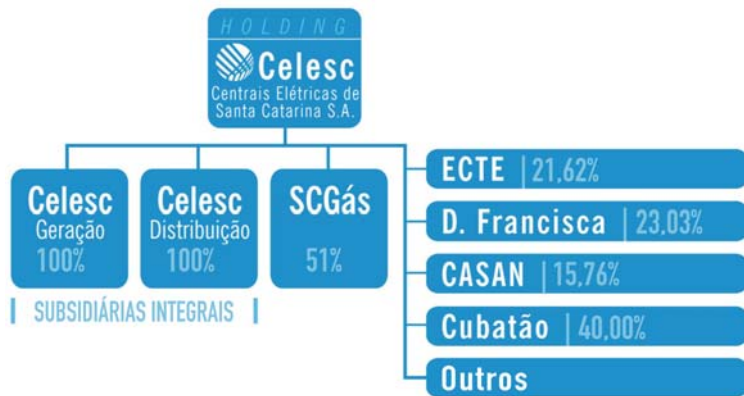 HOLDING
Celesc
Centrais Elétricas de
Santa Catarina S.A.
Celesc
Geração
100%
Celesc
Distribuição
100%
SCGás
51%
SUBSIDIÁRIAS INTEGRAIS
ECTE | 21,62%
D. Francisca | 23,03%
CASAN | 15,76%
Cubatão | 40,00%
Outros